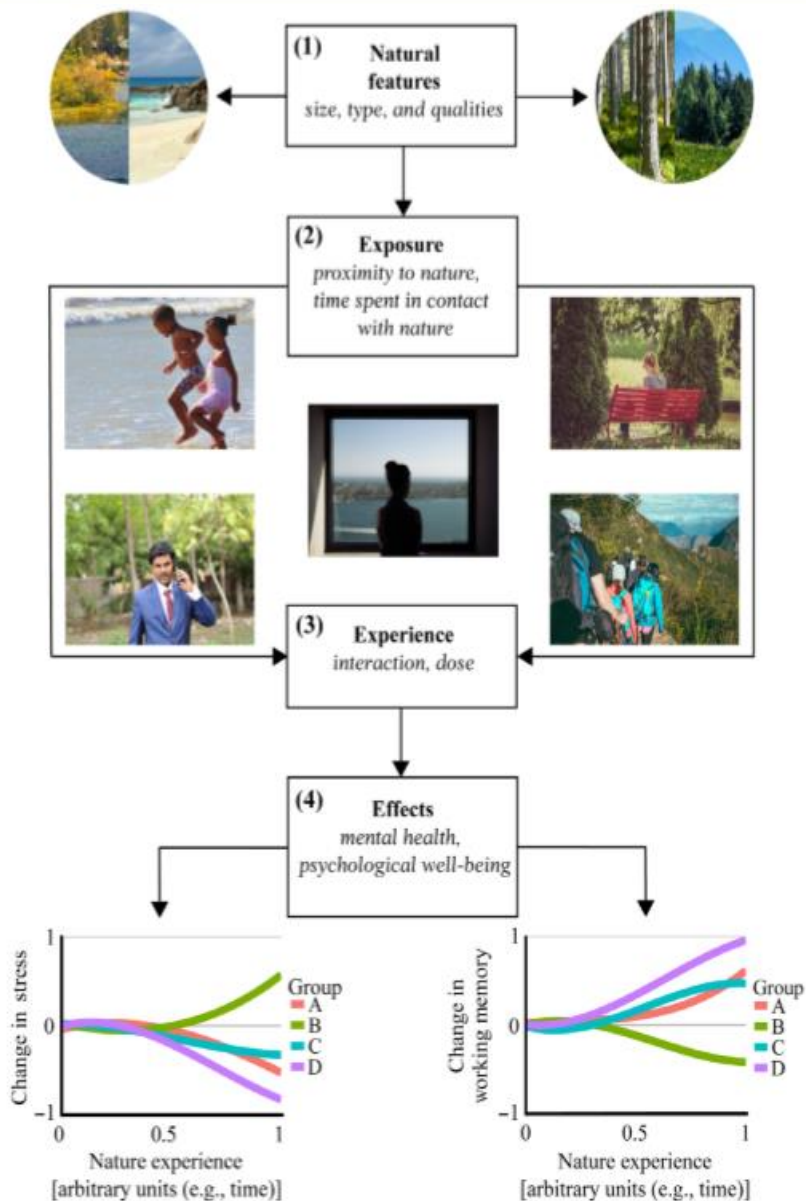 (1)
Natural
features
size, type, and qualities
(2)
Exposure
proximity to nature,
time spent in contact
with nature
(3)
Experience
interaction, dose
(4)
Effects
mental health,
psychological well-being
Change in stress
1
0
−1
0
0.5
1
Nature experience
[arbitrary units (e.g., time)]
Group
A
B
C
D
Change in
working memory
1
0
−1
0
0.5
1
Nature experience
[arbitrary units (e.g., time)]
Group
A
B
C
D